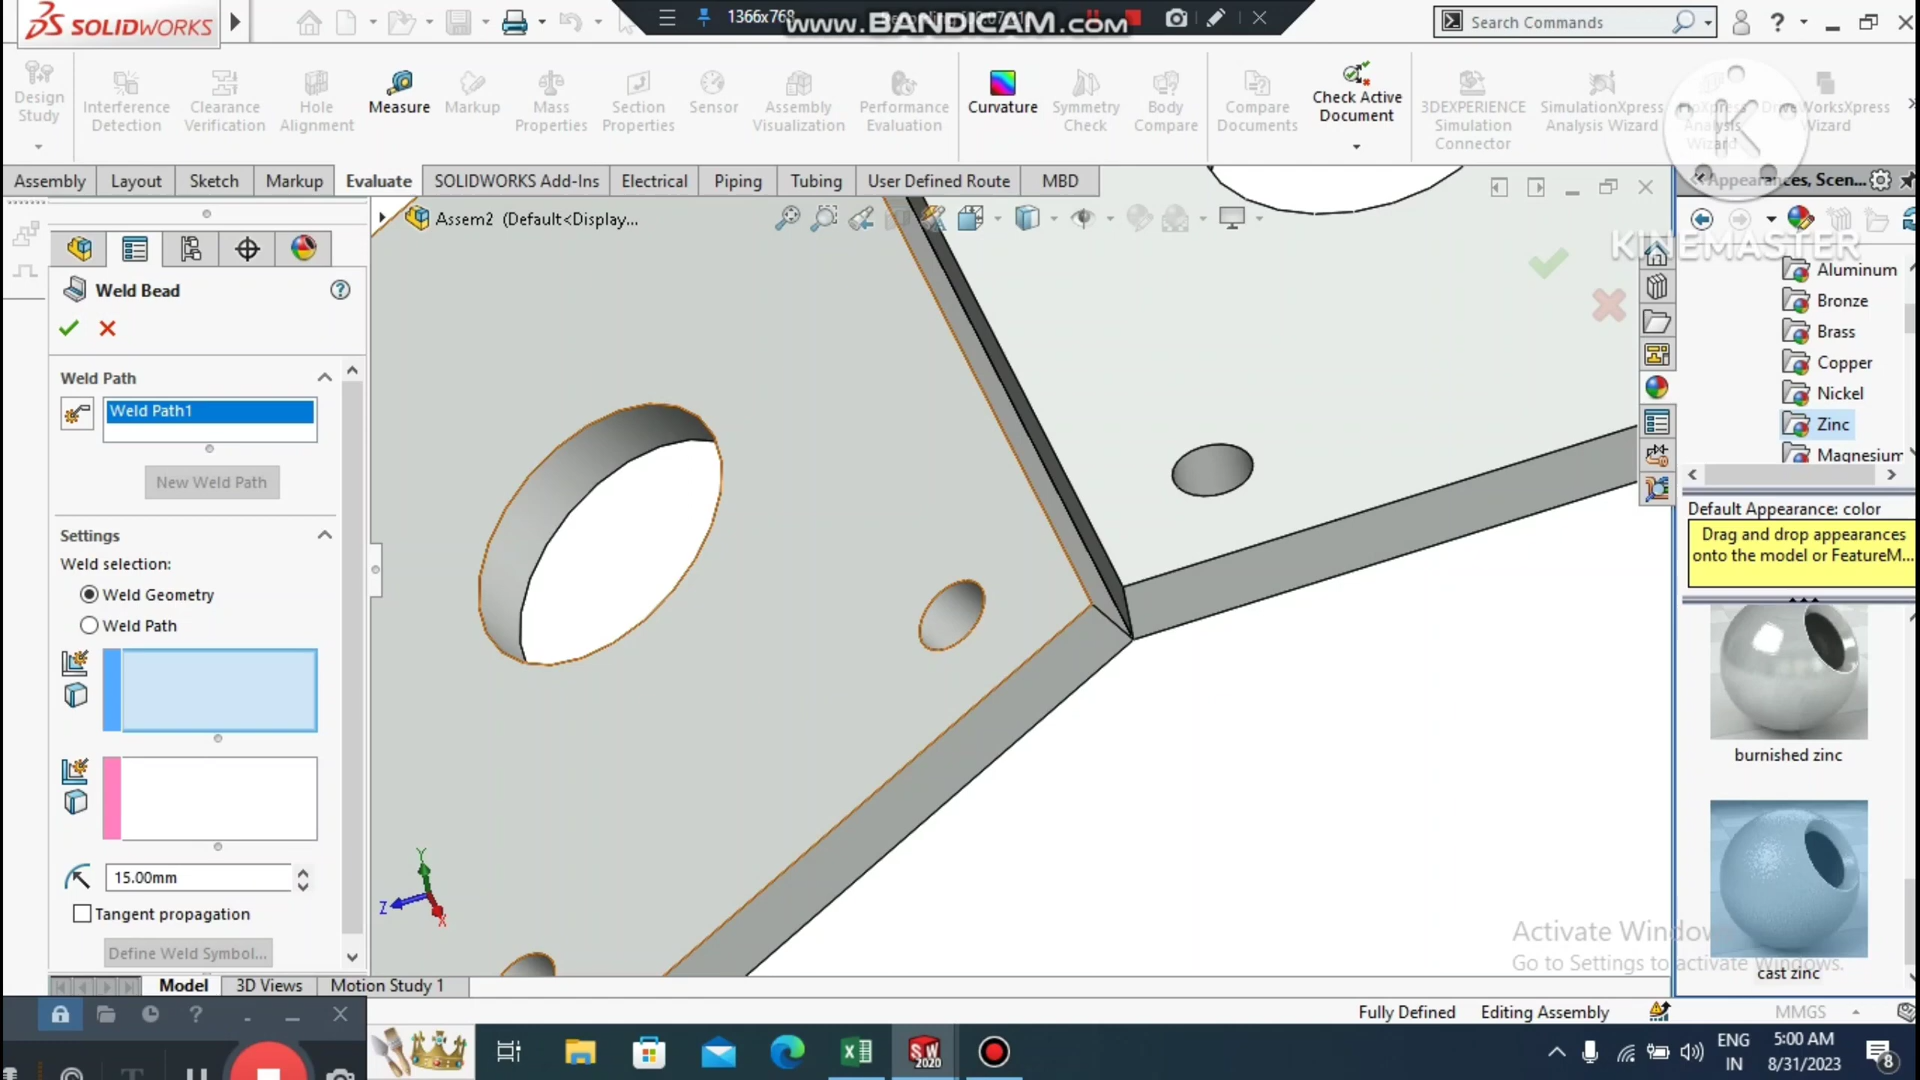 SOLIDWORKS
1366x768
www.BANDICAM.com
Search Commands
Design Study
Interference Detection
Clearance Verification
Hole Alignment
Measure
Markup
Mass Properties
Section Properties
Sensor
Assembly Visualization
Performance Evaluation
Curvature
Symmetry Check
Body Compare
Compare Documents
Check Active Document
3DEXPERIENCE Simulation Connector
SimulationXpress Analysis Wizard
Analysis Wizard
WorksXpress Wizard
Assembly
Layout
Sketch
Markup
Evaluate
SOLIDWORKS Add-Ins
Electrical
Piping
Tubing
User Defined Route
MBD
Appearances, Scen...
K
KINEMASTER
Assem2 (Default<Display...
Weld Bead
Weld Path
Weld Path1
New Weld Path
Settings
Weld selection:
Weld Geometry
Weld Path
15.00mm
Tangent propagation
Define Weld Symbol...
Aluminum
Bronze
Brass
Copper
Nickel
Zinc
Magnesium
Default Appearance: color
Drag and drop appearances
onto the model or FeatureM...
burnished zinc
cast zinc
Z
Y
X
Activate Windows
Go to Settings to activate Windows.
Model
3D Views
Motion Study 1
Fully Defined
Editing Assembly
MMGS
SW
2020
ENG
IN
5:00 AM
8/31/2023
8